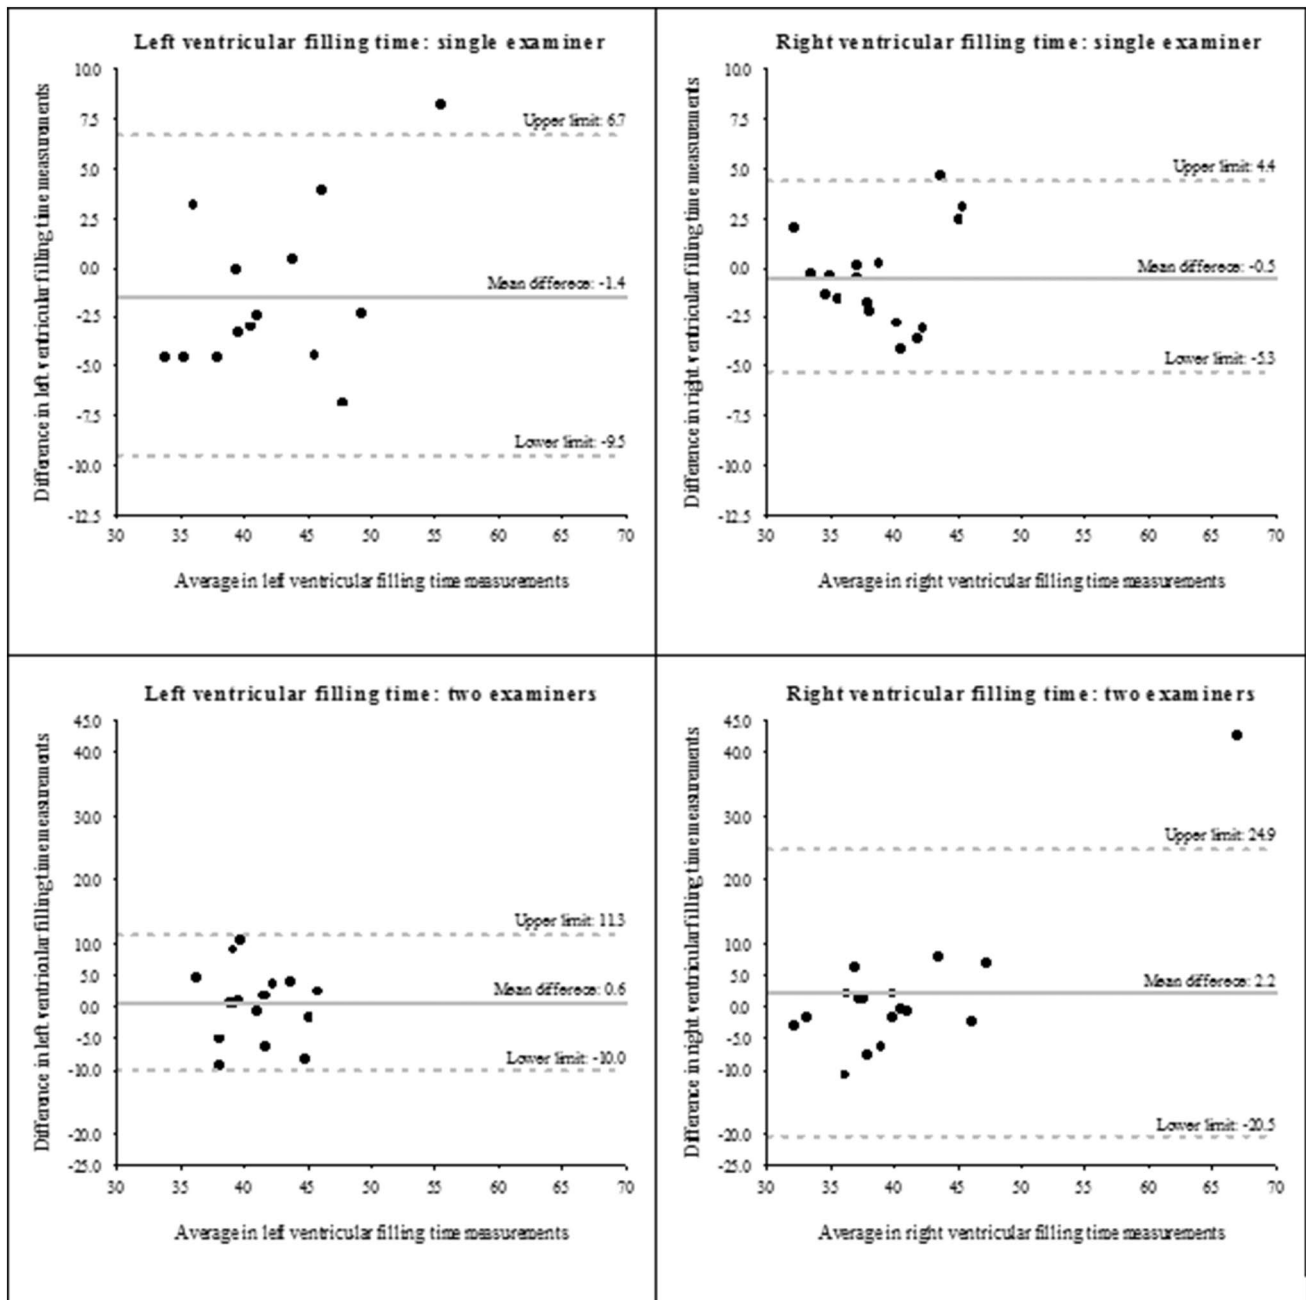 Left ventricular filling time: single examiner
Difference in left ventricular filling time measurements
10.0
7.5
5.0
2.5
0.0
-2.5
-5.0
-7.5
-10.0
-12.5
Upper limit: 6.7
Mean differece: -1.4
Lower limit: -9.5
30 35 40 45 50 55 60 65 70
Average in left ventricular filling time measurements
Right ventricular filling time: single examiner
Difference in right ventricular filling time measurements
10.0
7.5
5.0
2.5
0.0
-2.5
-5.0
-7.5
-10.0
-12.5
Upper limit: 4.4
Mean differece: -0.5
Lower limit: -5.3
30 35 40 45 50 55 60 65 70
Average in right ventricular filling time measurements
Left ventricular filling time: two examiners
Difference in left ventricular filling time measurements
45.0
40.0
30.0
20.0
10.0
5.0
0.0
-5.0
-10.0
-20.0
-25.0
Upper limit: 11.3
Mean differece: 0.6
Lower limit: -10.0
30 35 40 45 50 55 60 65 70
Average in left ventricular filling time measurements
Right ventricular filling time: two examiners
Difference in right ventricular filling time measurements
45.0
40.0
30.0
20.0
10.0
5.0
0.0
-5.0
-10.0
-20.0
-25.0
Upper limit: 24.9
Mean differece: 2.2
Lower limit: -20.5
30 35 40 45 50 55 60 65 70
Average in right ventricular filling time measurements